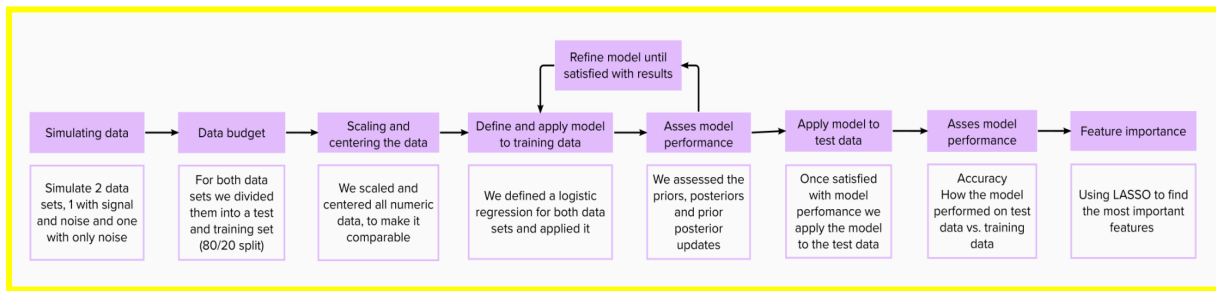 Refine model until
satisfied with results
Simulating data
Data budget
Scaling and
centering the data
Define and apply model
to training data
Asses model
performance
Apply model to
test data
Asses model
performance
Feature importance
Simulate 2 data
sets, 1 with signal
and noise and one
with only noise
For both data
sets we divided
them into a test
and training set
(80/20 split)
We scaled and
centered all numeric
data, to make it
comparable
We defined a logistic
regression for both data
sets and applied it
We assessed the
priors, posteriors
and prior
posterior
updates
Once satisfied
with model
perfomance we
apply the model
to the test data
Accuracy
How the model
performed on test
data vs. training
data
Using LASSO to find
the most important
features